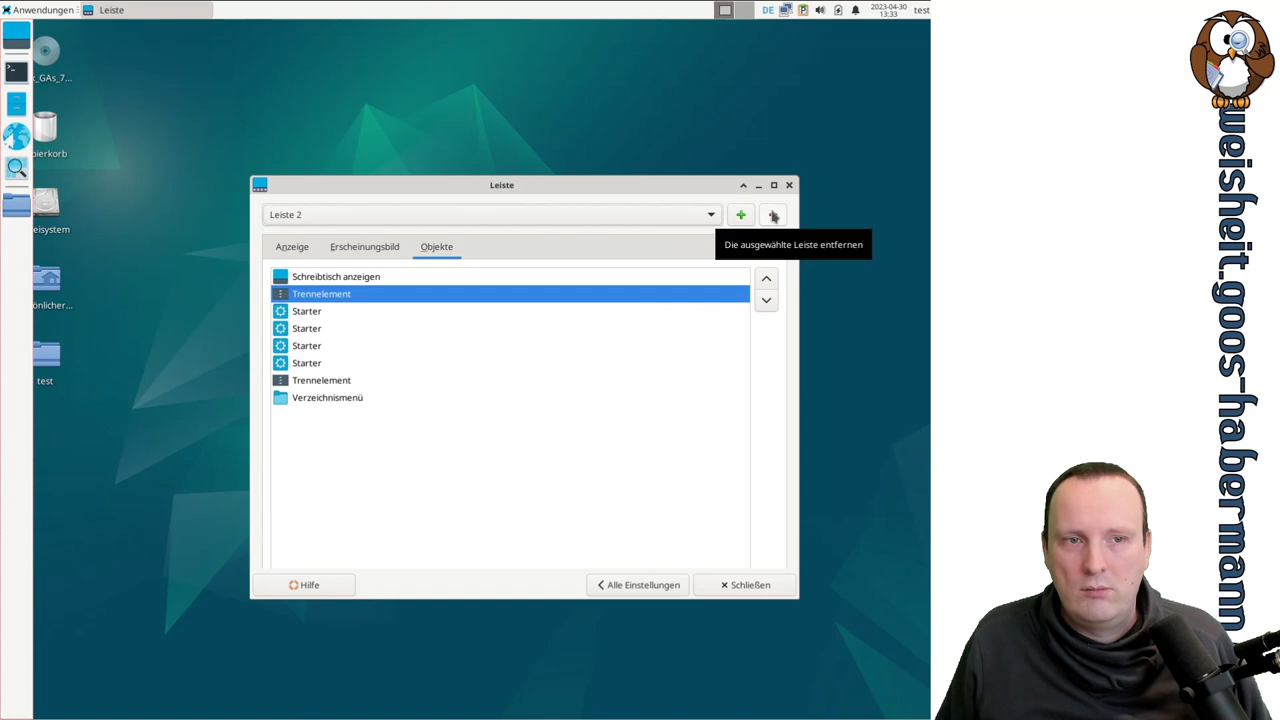 Anwendungen
Leiste
DE
2023-04-30
13:33
test
_GAs_7...
pierkorb
eisystem
önlicher...
test
Leiste
Leiste 2
Die ausgewählte Leiste entfernen
Anzeige
Erscheinungsbild
Objekte
Schreibtisch anzeigen
Trennelement
Starter
Starter
Starter
Starter
Trennelement
Verzeichnismenü
Hilfe
Alle Einstellungen
Schließen
weisheit.goos-habermann